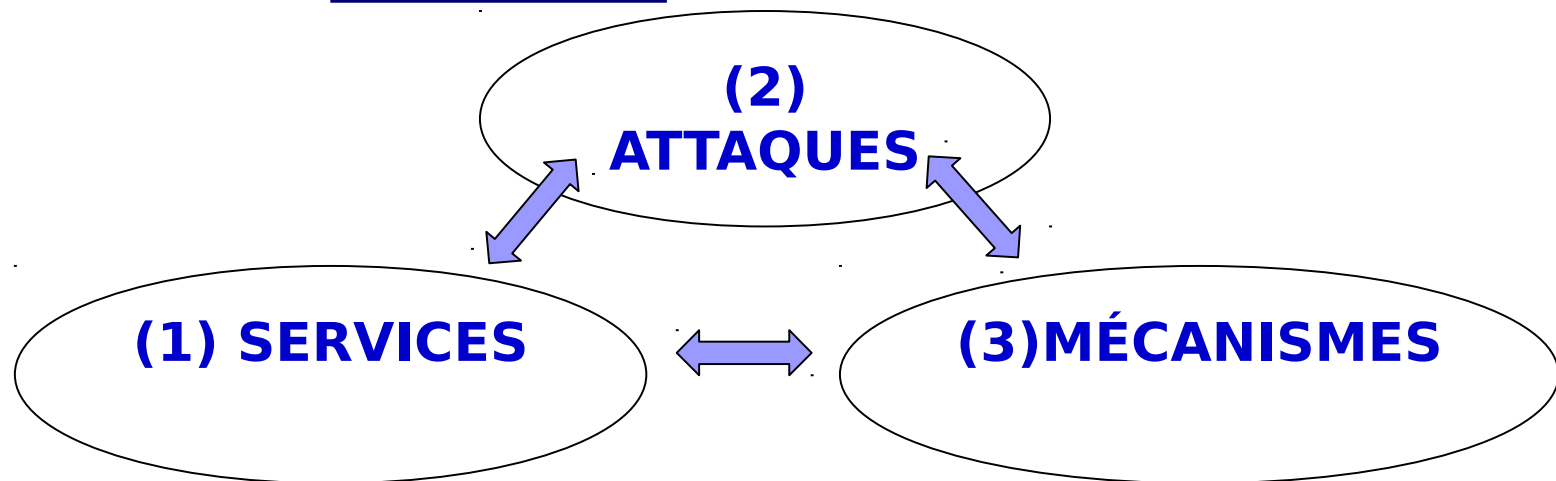 (2)
ATTAQUES
(1) SERVICES
(3)MÉCANISMES